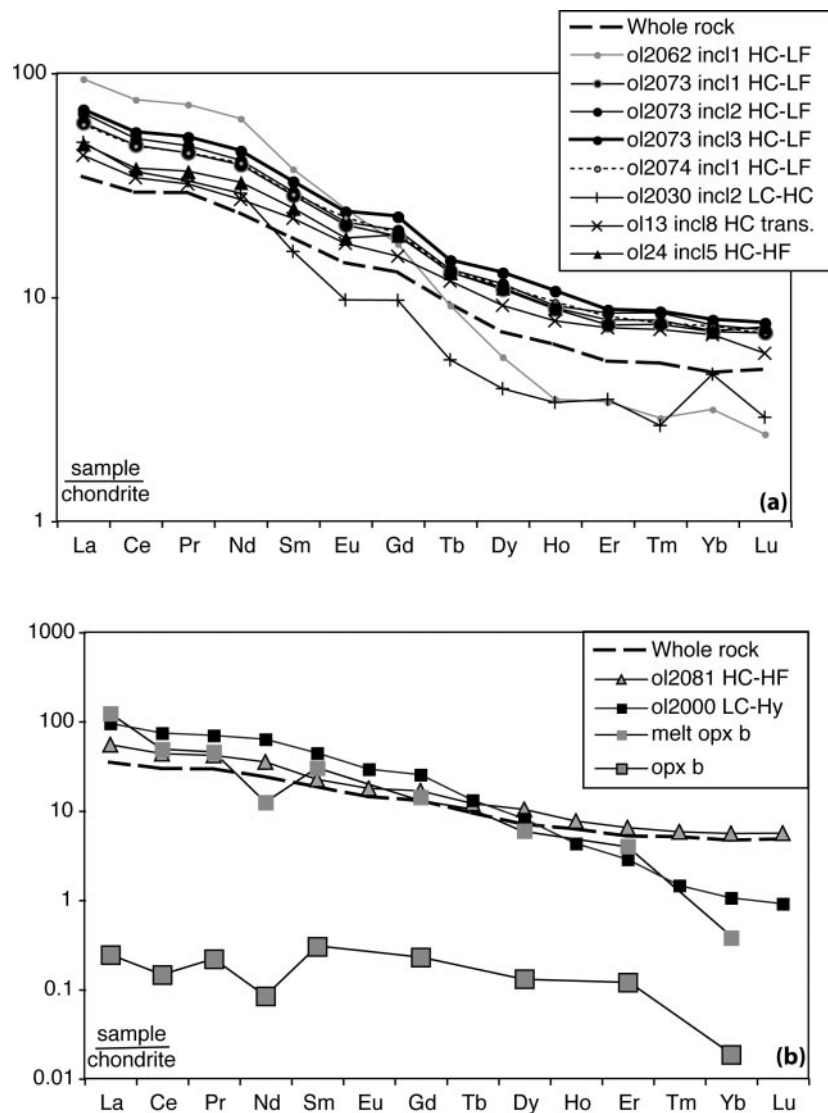 Whole rock
ol2062 incl1 HC-LF
ol2073 incl1 HC-LF
ol2073 incl2 HC-LF
ol2073 incl3 HC-LF
ol2074 incl1 HC-LF
ol2030 incl2 LC-HC
ol13 incl8 HC trans.
ol24 incl5 HC-HF
100
10
1
sample
chondrite
(a)
La Ce Pr Nd Sm Eu Gd Tb Dy Ho Er Tm Yb Lu
1000
100
10
1
0.1
0.01
Whole rock
ol2081 HC-HF
ol2000 LC-Hy
melt opx b
opx b
sample
chondrite
(b)
La Ce Pr Nd Sm Eu Gd Tb Dy Ho Er Tm Yb Lu